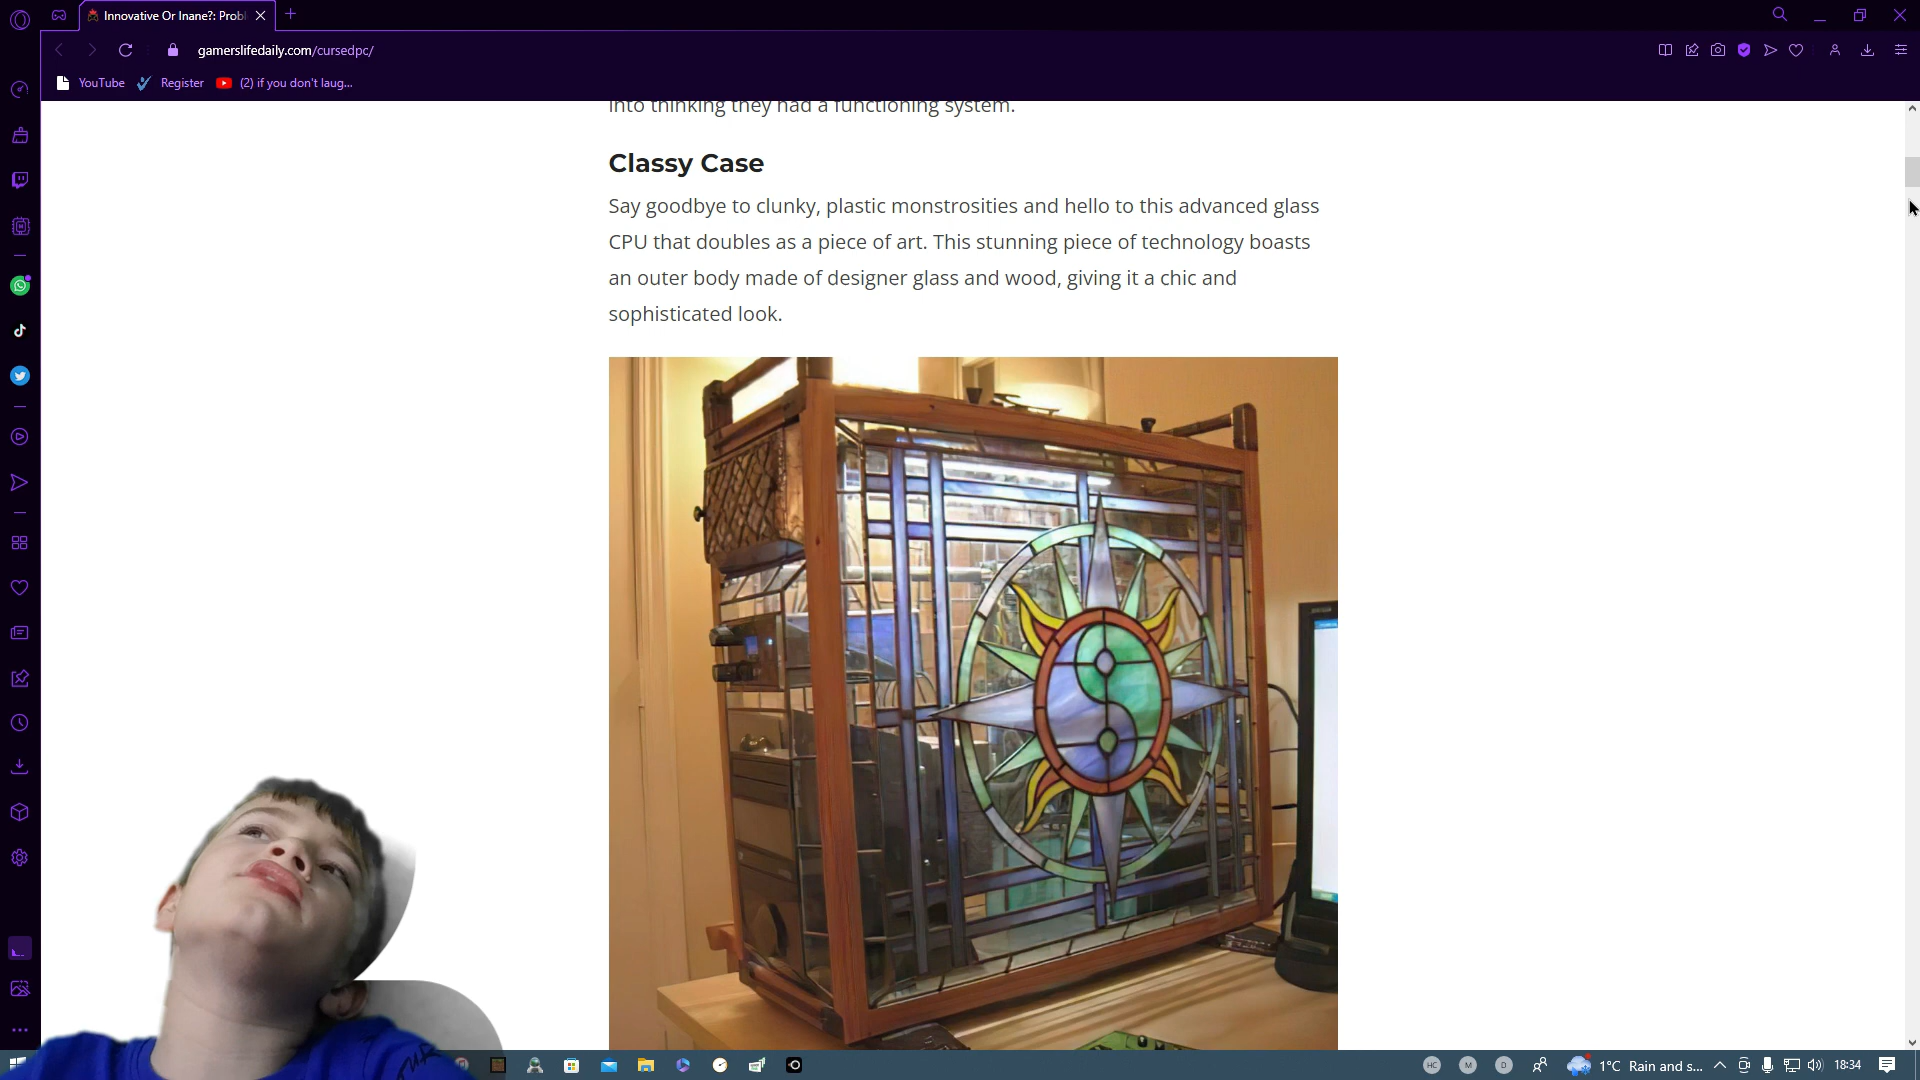 Innovative Or Inane?: Probl
gamerslifedaily.com/cursedpc/
YouTube
Register
(2) if you don't laug...
into thinking they had a functioning system.
Classy Case
Say goodbye to clunky, plastic monstrosities and hello to this advanced glass
CPU that doubles as a piece of art. This stunning piece of technology boasts
an outer body made of designer glass and wood, giving it a chic and
sophisticated look.
HC
M
D
1°C Rain and s...
18:34